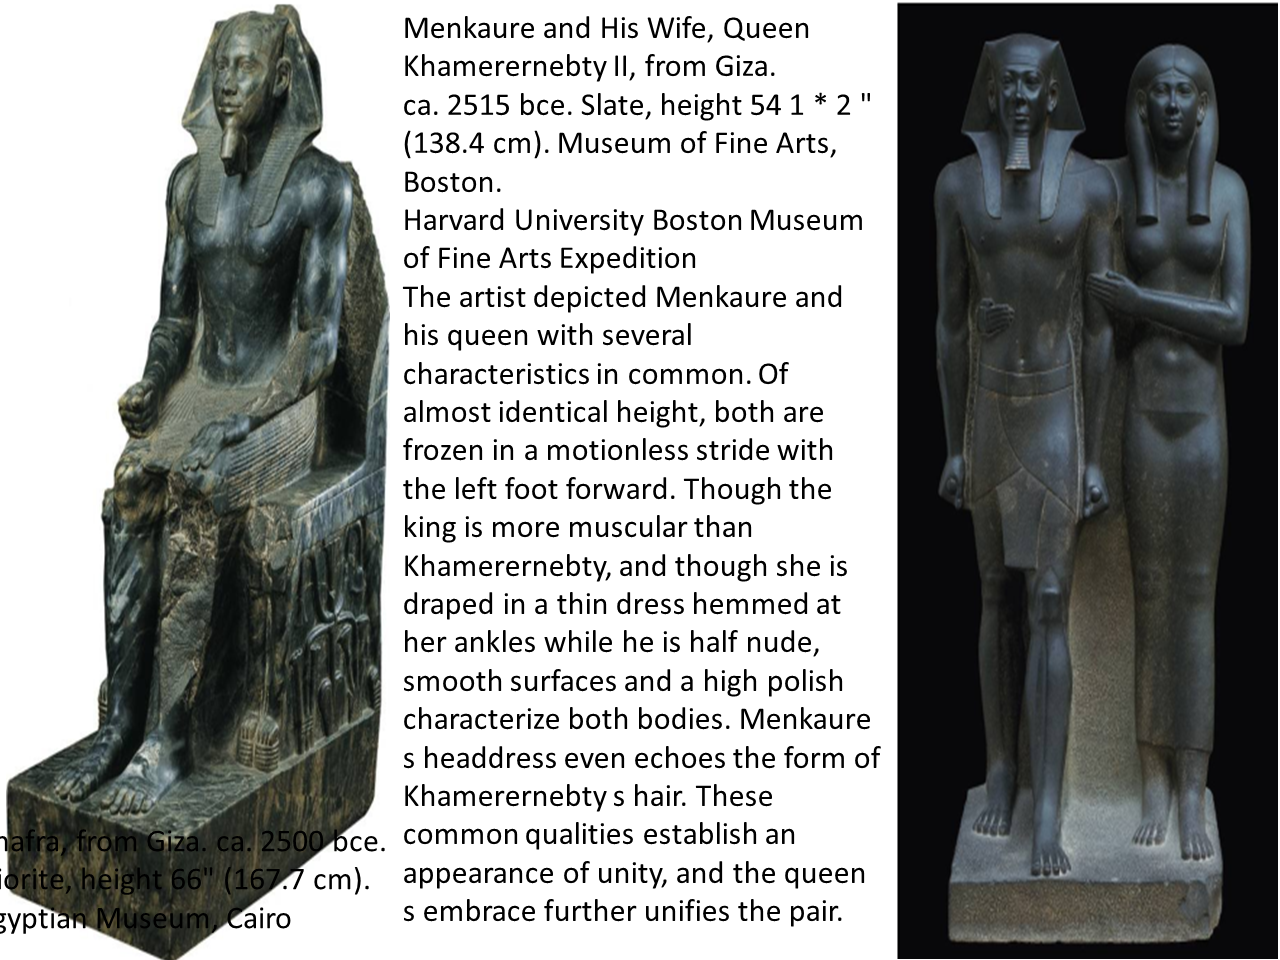 Menkaure and His Wife, Queen
Khamerernebty II, from Giza.
ca. 2515 bce. Slate, height 54 1 * 2 "
(138.4 cm). Museum of Fine Arts,
Boston.
Harvard University Boston Museum
of Fine Arts Expedition
The artist depicted Menkaure and
his queen with several
characteristics in common. Of
almost identical height, both are
frozen in a motionless stride with
the left foot forward. Though the
king is more muscular than
Khamerernebty, and though she is
draped in a thin dress hemmed at
her ankles while he is half nude,
smooth surfaces and a high polish
characterize both bodies. Menkaure
s headdress even echoes the form of
Khamerernebty s hair. These
common qualities establish an
appearance of unity, and the queen
s embrace further unifies the pair.
hafra, from Giza. ca. 2500 bce.
iorite, height 66" (167.7 cm).
gyptian Museum, Cairo